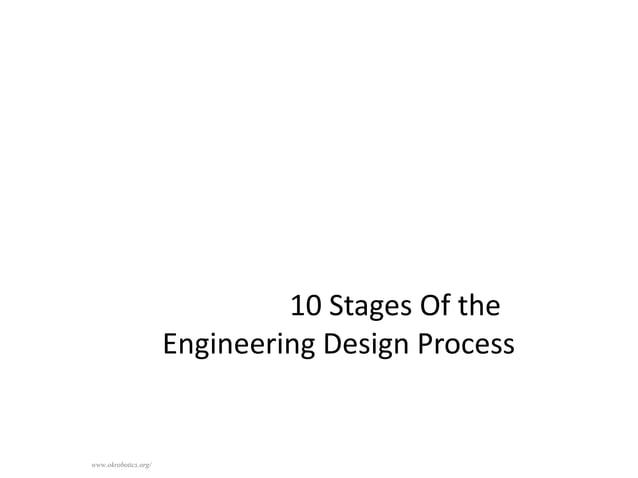 10 Stages Of the
Engineering Design Process
www.okrobotics.org/